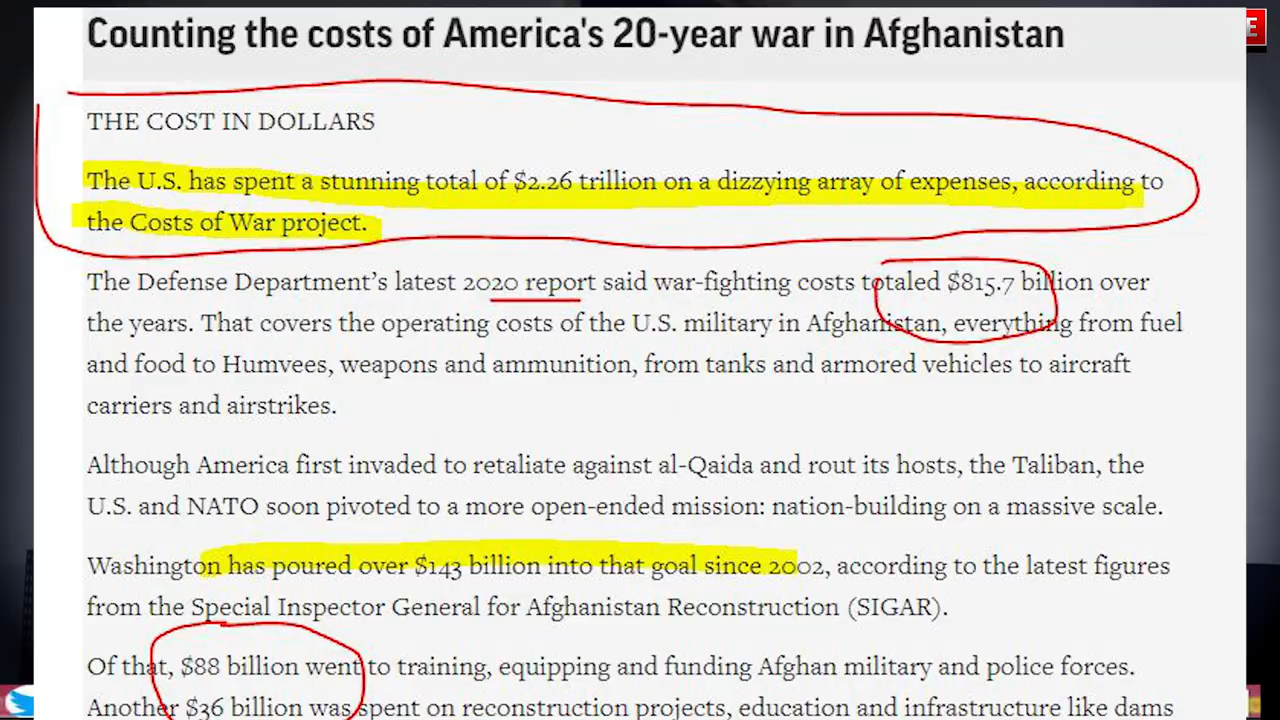 Counting the costs of America's 20-year war in Afghanistan
E
THE COST IN DOLLARS
The U.S. has spent a stunning total of $2.26 trillion on a dizzying array of expenses, according to
the Costs of War project.
The Defense Department’s latest 2020 report said war-fighting costs totaled $815.7 billion over
the years. That covers the operating costs of the U.S. military in Afghanistan, everything from fuel
and food to Humvees, weapons and ammunition, from tanks and armored vehicles to aircraft
carriers and airstrikes.
Although America first invaded to retaliate against al-Qaida and rout its hosts, the Taliban, the
U.S. and NATO soon pivoted to a more open-ended mission: nation-building on a massive scale.
Washington has poured over $143 billion into that goal since 2002, according to the latest figures
from the Special Inspector General for Afghanistan Reconstruction (SIGAR).
Of that, $88 billion went to training, equipping and funding Afghan military and police forces.
Another $36 billion was spent on reconstruction projects, education and infrastructure like dams